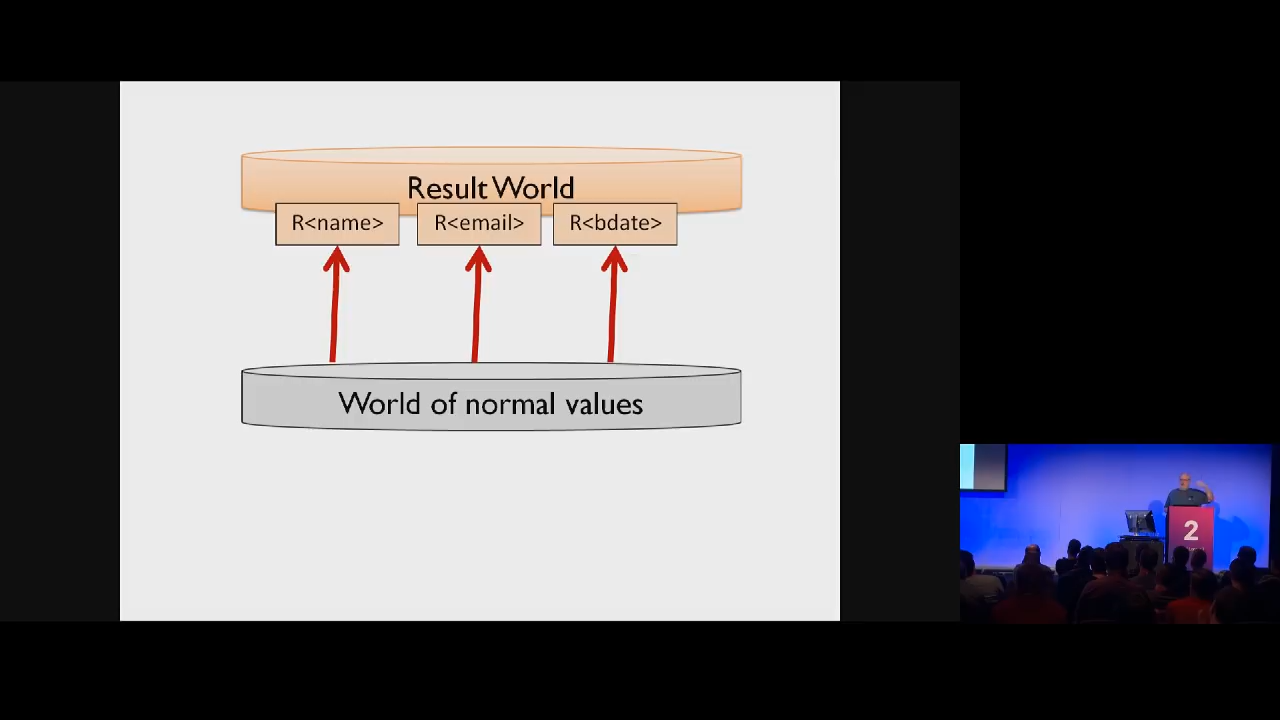 Result World
R<name> R<email> R<bdate>
World of normal values
2